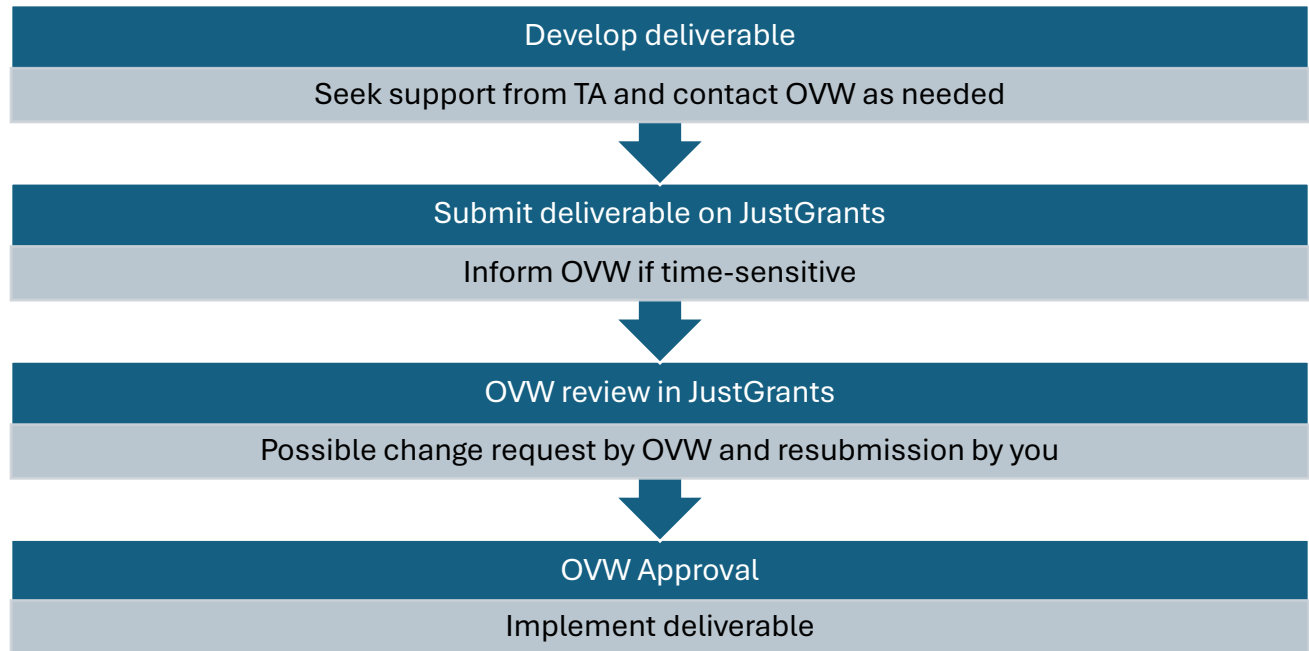 Develop deliverable
Seek support from TA and contact OVW as needed
Submit deliverable on JustGrants
Inform OVW if time-sensitive
OVW review in JustGrants
Possible change request by OVW and resubmission by you
OVW Approval
Implement deliverable